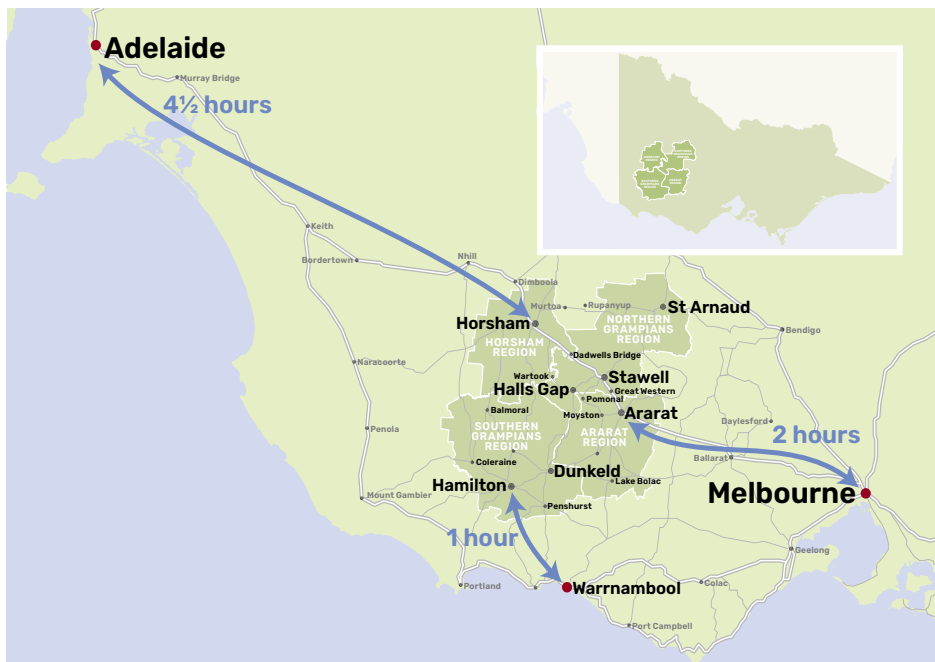 Adelaide
Murray Bridge
4½ hours
Keith
Bordertown
Nhill
Dimboola
Murtoa
Rupanyup
St Arnaud
Horsham
NORTHERN
GRAMPIANS
REGION
Bendigo
HORSHAM
REGION
Dadwells Bridge
Naracoorte
Wartook
Stawell
Halls Gap
Great Western
Pomonal
Balmoral
Moyston
Ararat
Daylesford
Penola
SOUTHERN
GRAMPIANS
REGION
ARARAT
REGION
2 hours
Ballarat
Coleraine
Dunkeld
Hamilton
Lake Bolac
Melbourne
Mount Gambier
Penshurst
1 hour
Geelong
Portland
Warrnambool
Colac
Port Campbell